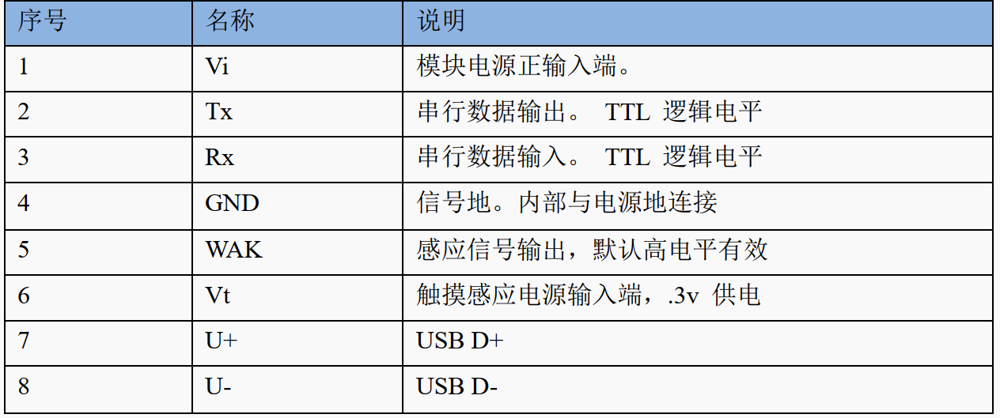 序号 名称 说明
1 Vi 模块电源正输入端。
2 Tx 串行数据输出。 TTL 逻辑电平
3 Rx 串行数据输入。 TTL 逻辑电平
4 GND 信号地。内部与电源地连接
5 WAK 感应信号输出，默认高电平有效
6 Vt 触摸感应电源输入端，.3v 供电
7 U+ USB D+
8 U- USB D-